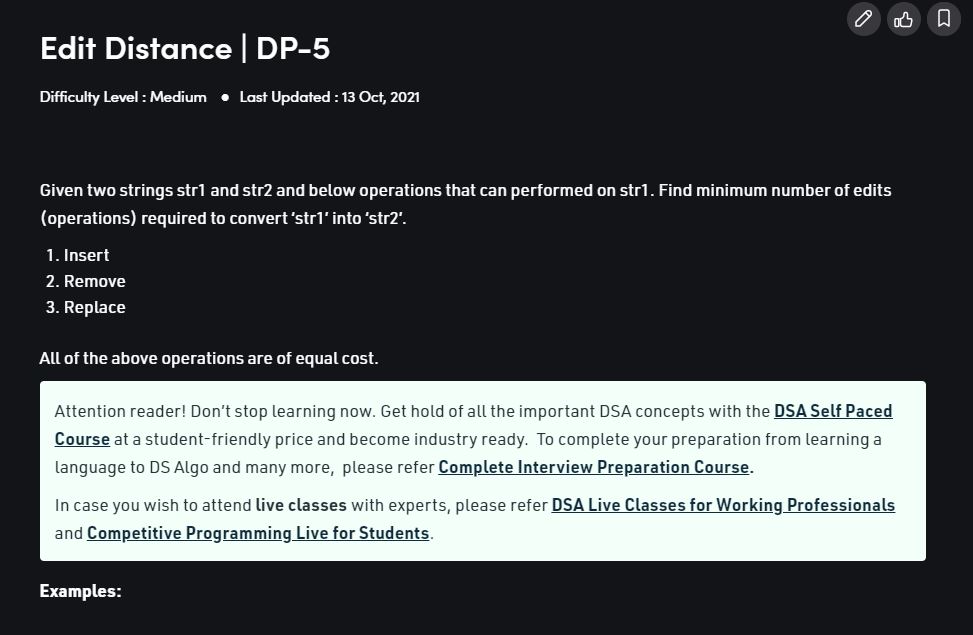 Edit Distance | DP-5
Difficulty Level : Medium ● Last Updated : 13 Oct, 2021
Given two strings str1 and str2 and below operations that can performed on str1. Find minimum number of edits
(operations) required to convert ‘str1′ into ‘str2′.
1. Insert
2. Remove
3. Replace
All of the above operations are of equal cost.
Attention reader! Don’t stop learning now. Get hold of all the important DSA concepts with the DSA Self Paced
Course at a student-friendly price and become industry ready.  To complete your preparation from learning a
language to DS Algo and many more,  please refer Complete Interview Preparation Course.
In case you wish to attend live classes with experts, please refer DSA Live Classes for Working Professionals
and Competitive Programming Live for Students.
Examples: